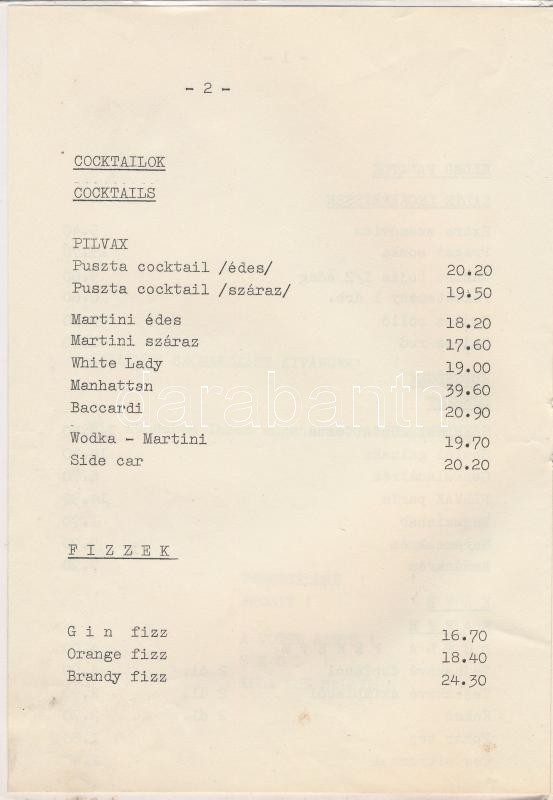 - 2 -
COCKTAILOK
COCKTAILS
PILVAX
Puszta cocktail /édes/ 20.20
Puszta cocktail /száraz/ 19.50
Martini édes 18.20
Martini száraz 17.60
White Lady 19.00
Manhattan 39.60
Baccardi 20.90
darabanth
Wodka - Martini 19.70
Side car 20.20
F I Z Z E K
G i n fizz 16.70
Orange fizz 18.40
Brandy fizz 24.30